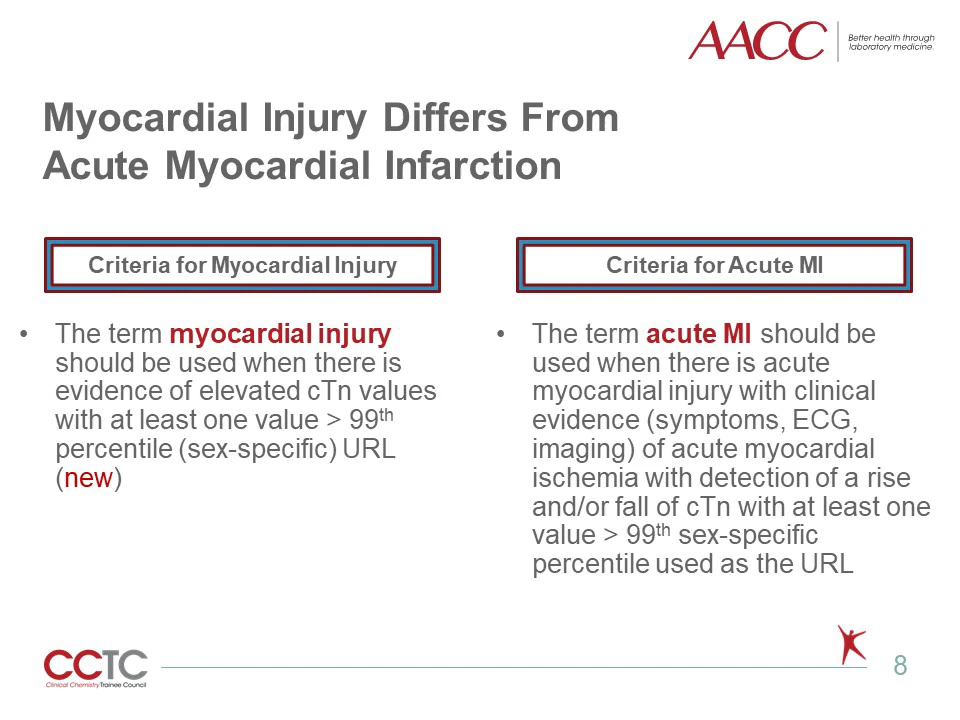 AACC
Better health through
laboratory medicine.
Myocardial Injury Differs From
Acute Myocardial Infarction
Criteria for Myocardial Injury
• The term myocardial injury
should be used when there is
evidence of elevated cTn values
with at least one value > 99th
percentile (sex-specific) URL
(new)
Criteria for Acute MI
• The term acute MI should be
used when there is acute
myocardial injury with clinical
evidence (symptoms, ECG,
imaging) of acute myocardial
ischemia with detection of a rise
and/or fall of cTn with at least one
value > 99th sex-specific
percentile used as the URL
CCTC
Clinical Chemistry Trainee Council
8